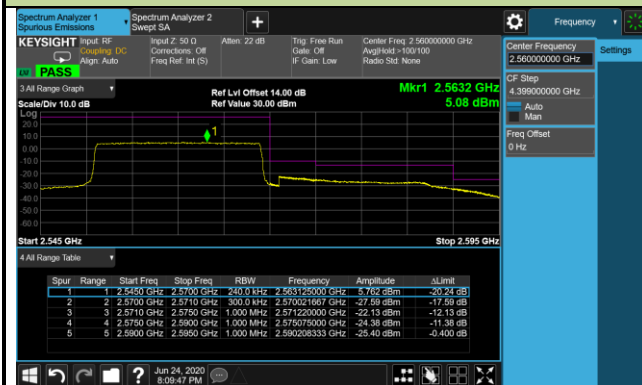 Spectrum Analyzer 1
Spurious Emissions
Spectrum Analyzer 2
Swept SA
Frequency
KEYSIGHT
Input: RF
Coupling: DC
Align: Auto
Input Z: 50 Ω
Corrections: Off
Freq Ref: Int (S)
Atten: 22 dB
Trig: Free Run
Gate: Off
IF Gain: Low
Center Freq: 2.560000000 GHz
Avg|Hold:>100/100
Radio Std: None
LVI PASS
Center Frequency
2.560000000 GHz
Settings
CF Step
4.399000000 GHz
Auto
Man
Freq Offset
0 Hz
3 All Range Graph
Scale/Div 10.0 dB
Ref Lvl Offset 14.00 dB
Ref Value 30.00 dBm
Mkr1 2.5632 GHz
5.08 dBm
Log
20.0
10.0
0.00
-10.0
-20.0
-30.0
-40.0
-50.0
-60.0
1
Start 2.545 GHz
Stop 2.595 GHz
4 All Range Table
Spur Range Start Freq Stop Freq RBW Frequency Amplitude ΔLimit
1 1 2.5450 GHz 2.5700 GHz 240.0 kHz 2.563125000 GHz 5.762 dBm -20.24 dB
2 2 2.5700 GHz 2.5710 GHz 300.0 kHz 2.570021667 GHz -27.59 dBm -17.59 dB
3 3 2.5710 GHz 2.5750 GHz 1.000 MHz 2.571220000 GHz -22.13 dBm -12.13 dB
4 4 2.5750 GHz 2.5900 GHz 1.000 MHz 2.575075000 GHz -24.38 dBm -11.38 dB
5 5 2.5900 GHz 2.5950 GHz 1.000 MHz 2.590208333 GHz -25.40 dBm -0.400 dB
Jun 24, 2020
8:09:47 PM